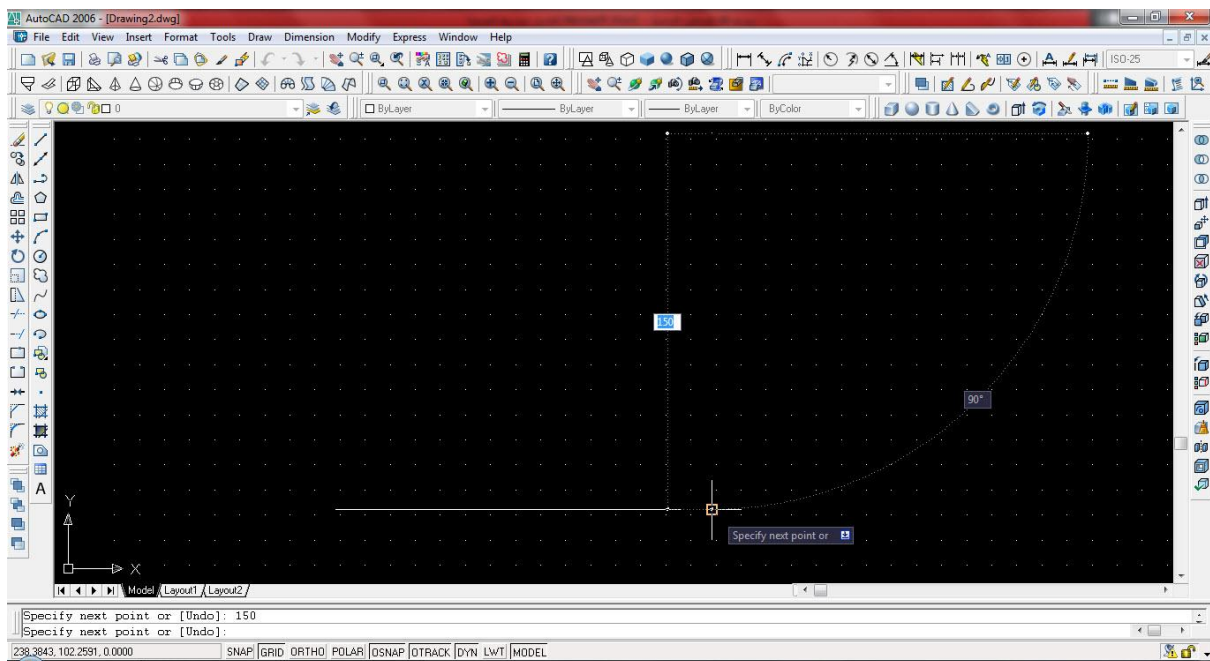 AutoCAD 2006 - [Drawing2.dwg]
File Edit View Insert Format Tools Draw Dimension Modify Express Window Help
ISO-25
0 ByLayer ByLayer ByLayer ByColor
150
90°
Specify next point or
A
Y
X
Model Layout1 Layout2
Specify next point or [Undo]: 150
Specify next point or [Undo]:
238.3843, 102.2591, 0.0000 SNAP GRID ORTHO POLAR OSNAP OTRACK DYN LWT MODEL